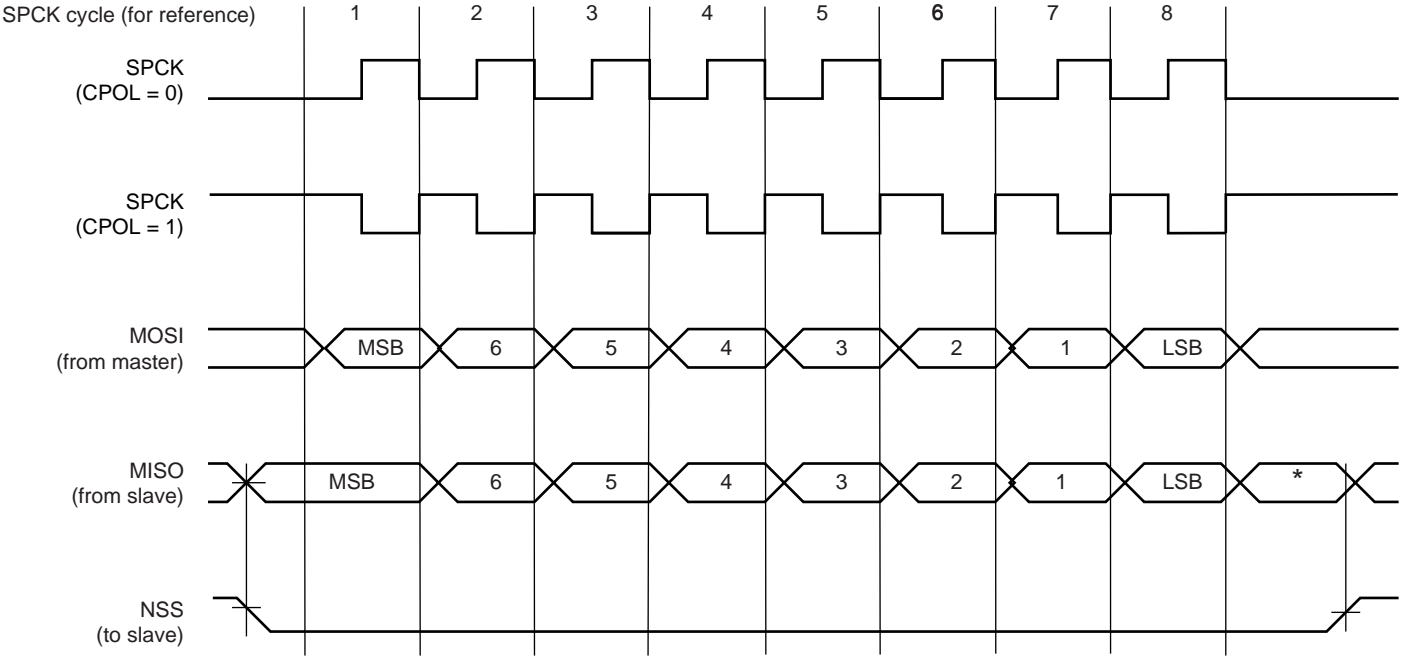 SPCK cycle (for reference) 1 2 3 4 5 6 7 8
SPCK
(CPOL = 0)
SPCK
(CPOL = 1)
MOSI
(from master)
MSB 6 5 4 3 2 1 LSB
MISO
(from slave)
MSB 6 5 4 3 2 1 LSB *
NSS
(to slave)